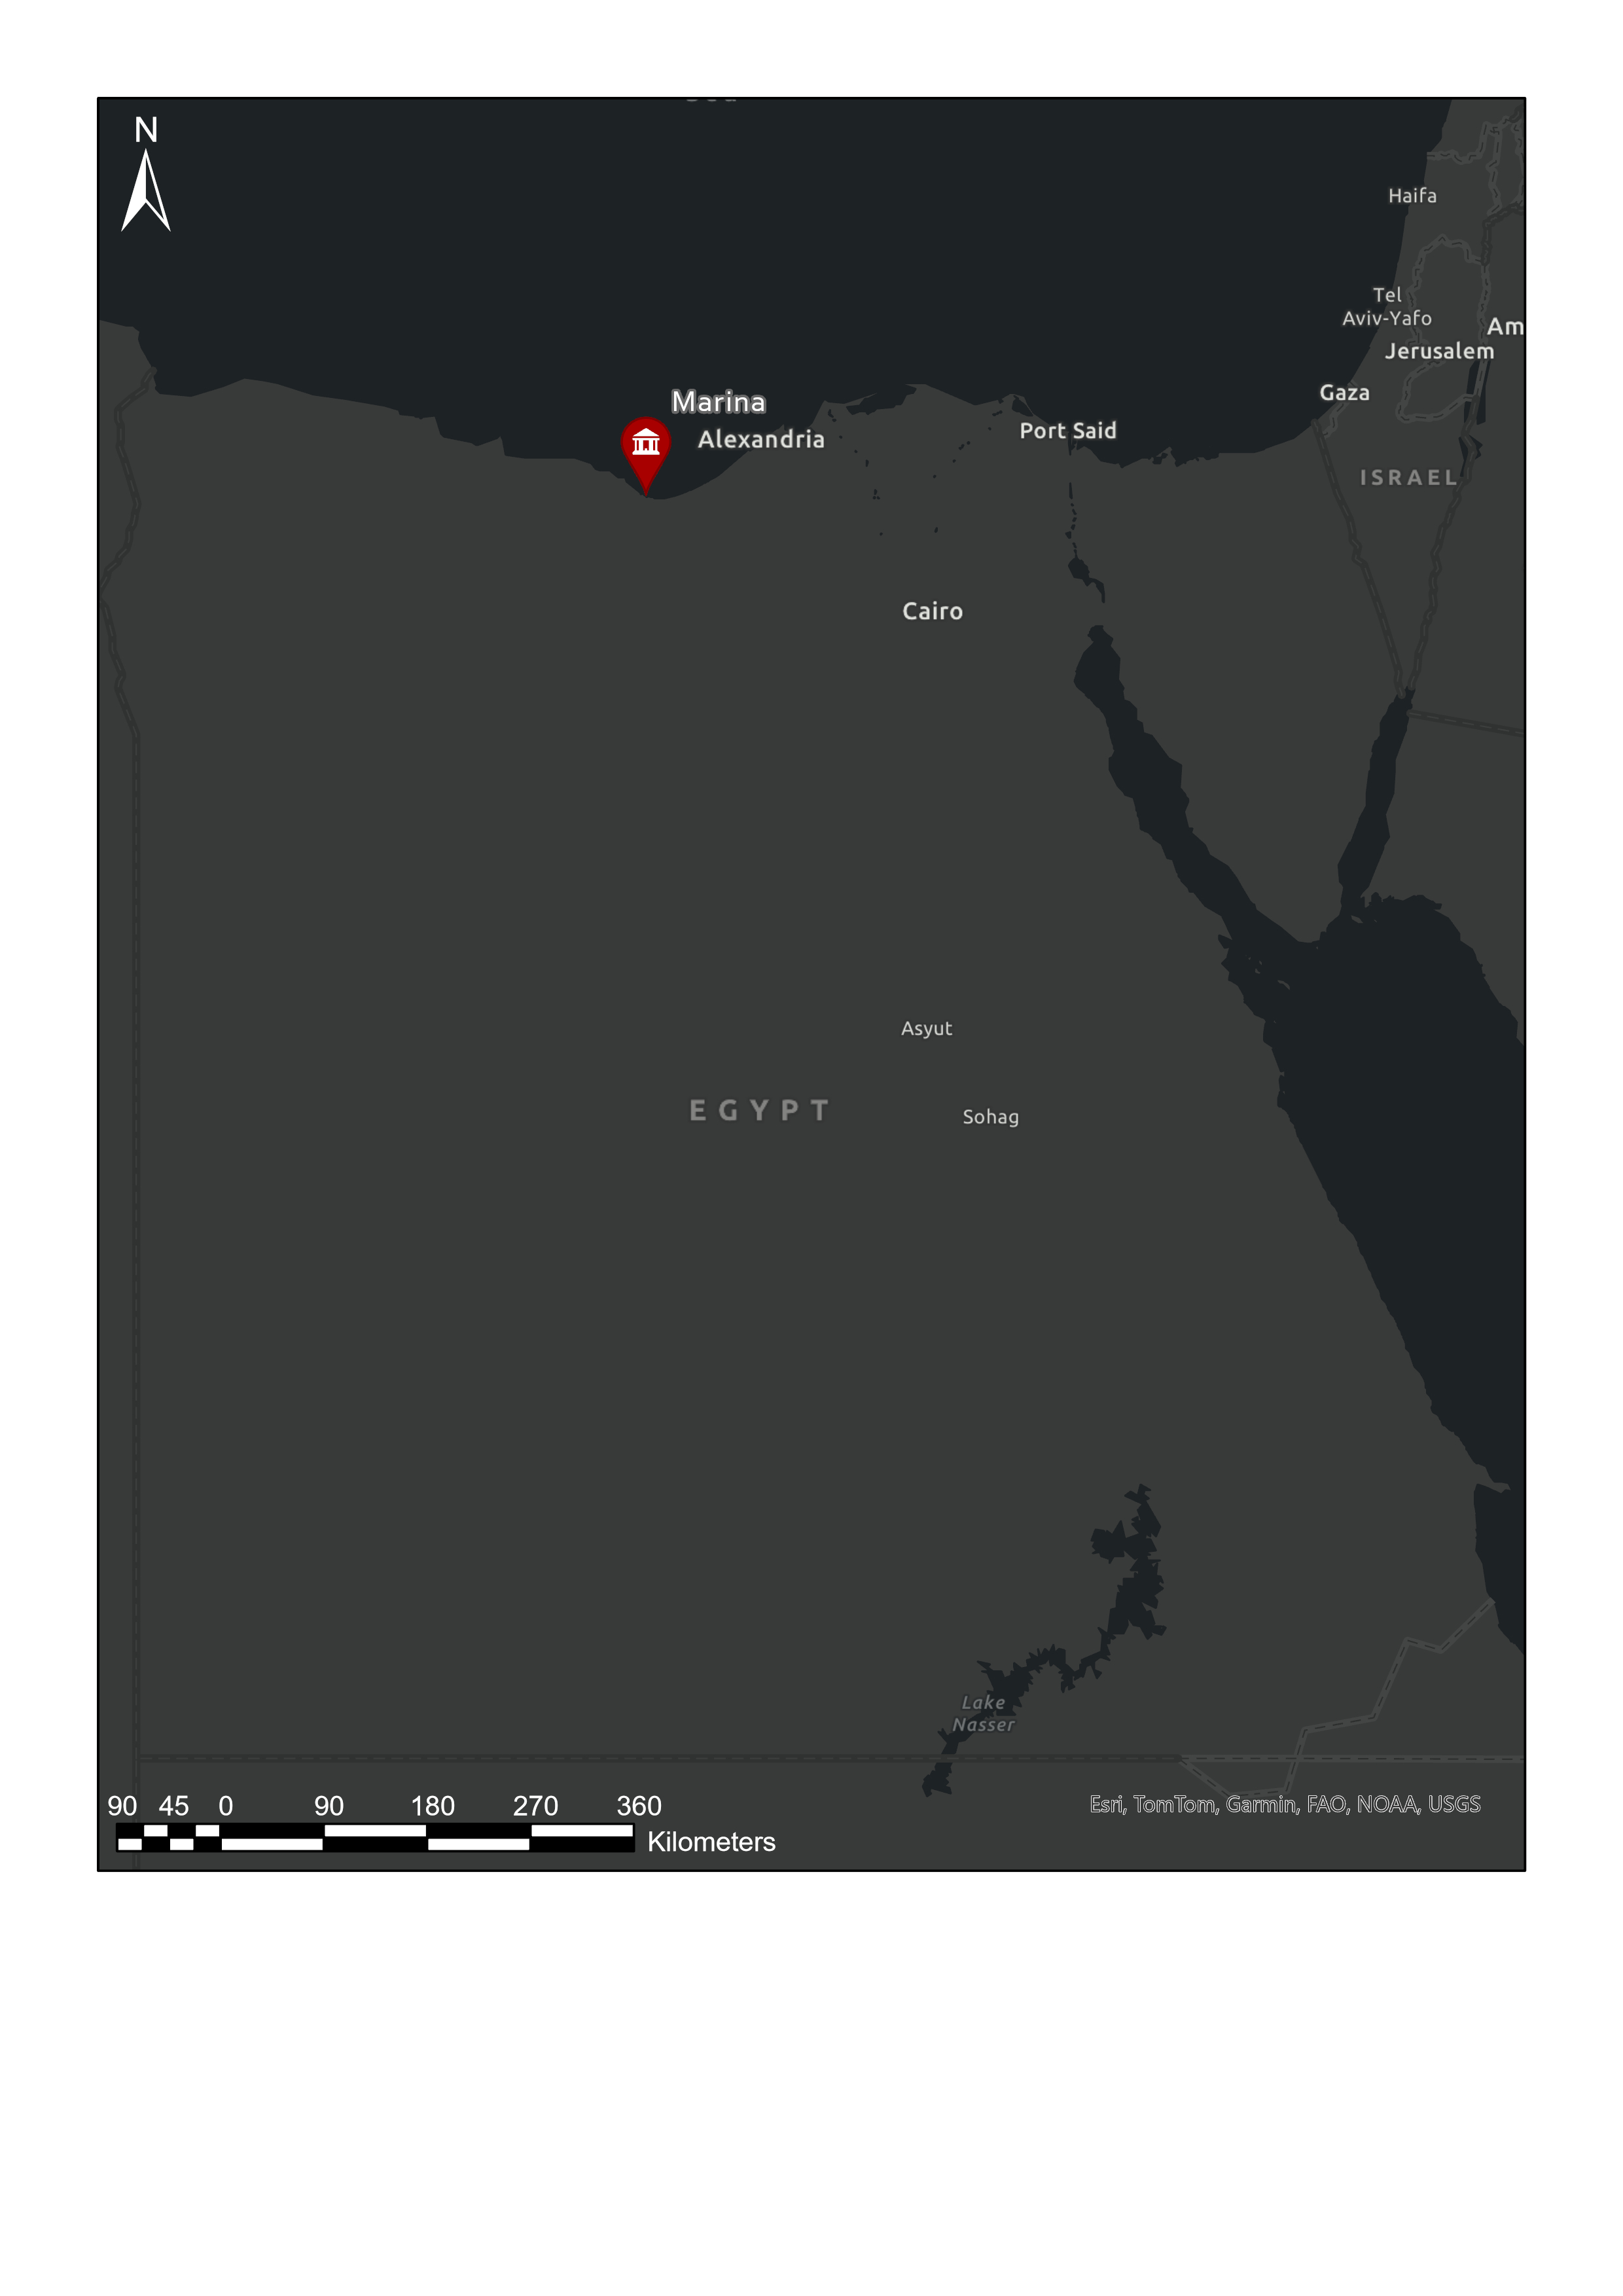 N
Haifa
Tel
Aviv-Yafo
Am
Jerusalem
Gaza
Marina
Alexandria
Port Said
ISRAEL
Cairo
Asyut
EGYPT
Sohag
Lake
Nasser
90 45 0 90 180 270 360
Kilometers
Esri, TomTom, Garmin, FAO, NOAA, USGS